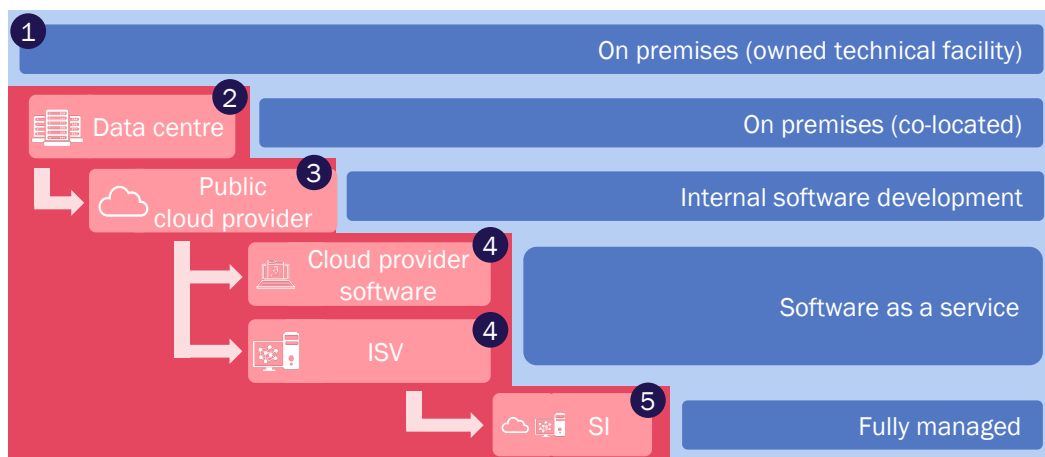 1
On premises (owned technical facility)
2
Data centre
On premises (co-located)
3
Public
cloud provider
Internal software development
4
Cloud provider
software
Software as a service
4
ISV
5
SI
Fully managed